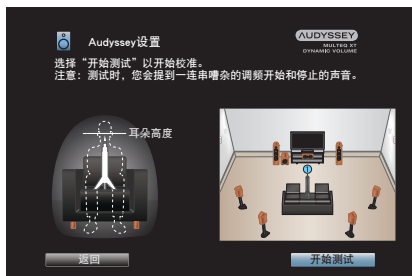 Audyssey设置
AUDYSSEY
MULTEQ XT
DYNAMIC VOLUME
选择“开始测试”以开始校准。
注意：测试时，您会提到一连串嘈杂的调频开始和停止的声音。
耳朵高度
1
返回
开始测试